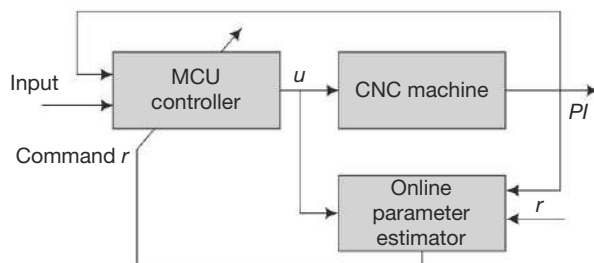 Input
MCU
controller
u
CNC machine
PI
Command r
Online
parameter
estimator
r